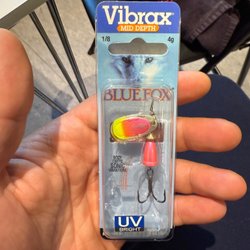 Vibrax
MID DEPTH
1/8 4g
BLUE FOX
UV
BRIGHT